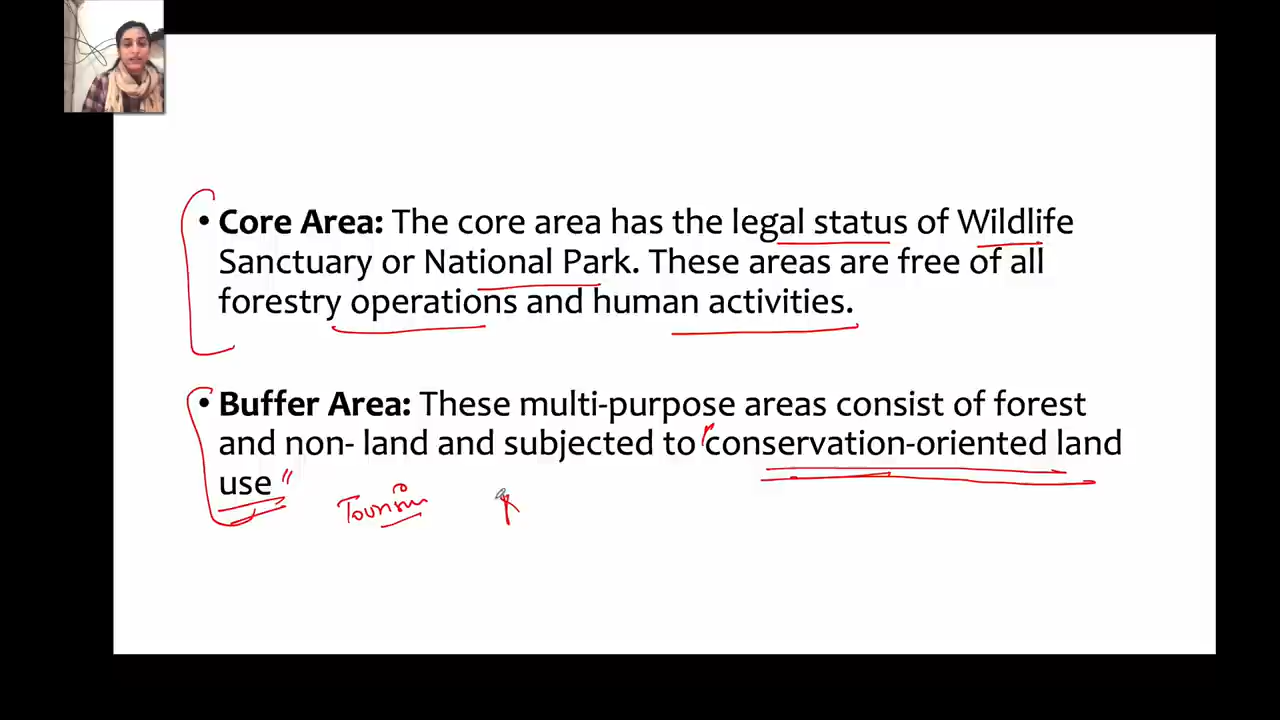 • Core Area: The core area has the legal status of Wildlife
Sanctuary or National Park. These areas are free of all
forestry operations and human activities.
• Buffer Area: These multi-purpose areas consist of forest
and non- land and subjected to "conservation-oriented land
use"
Tourism